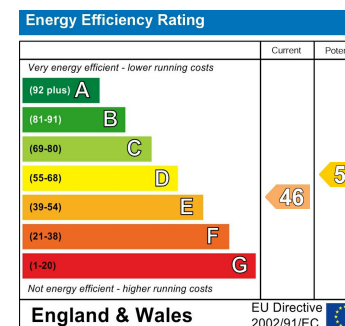 Energy Efficiency Rating
Current
Very energy efficient - lower running costs
(92 plus) A
(81-91) B
(69-80) C
(55-68) D
(39-54) E
46
(21-38) F
(1-20) G
Not energy efficient - higher running costs
England & Wales
EU Directive
2002/91/EC